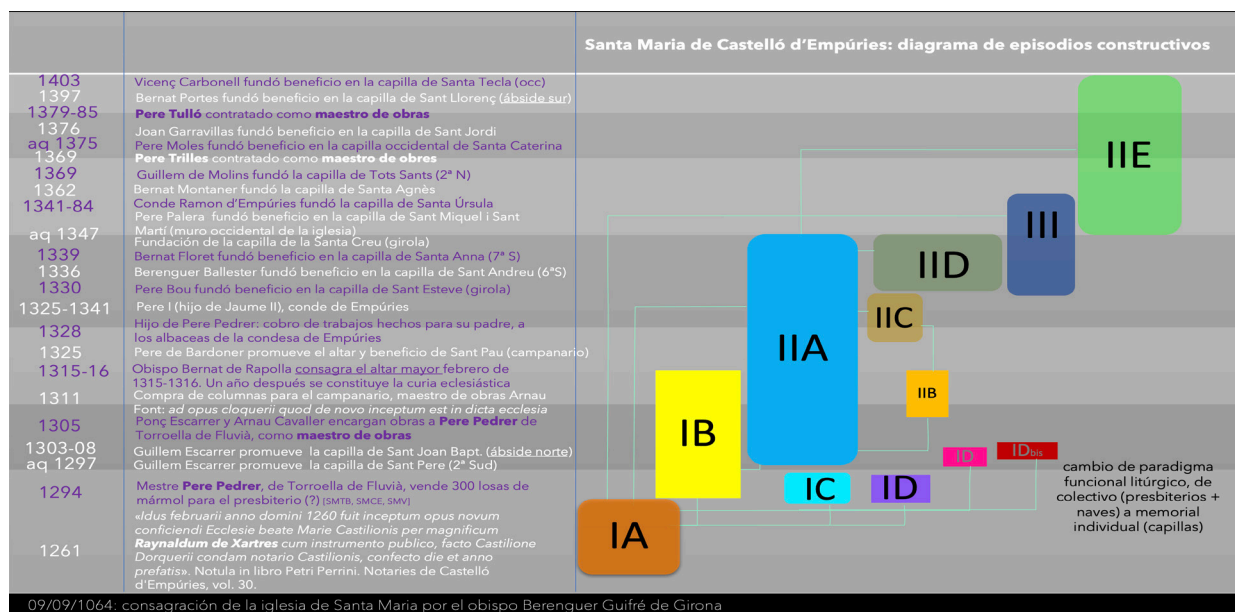 Santa Maria de Castelló d'Empúries: diagrama de episodios constructivos
1403 Vicenç Carbonell fundó beneficio en la capilla de Santa Tecla (occ)
1397 Bernat Portes fundó beneficio en la capilla de Sant Llorenç (ábside sur)
1379-85 Pere Tulló contratado como maestro de obras
1376 Joan Garravillas fundó beneficio en la capilla de Sant Jordi
aq 1375 Pere Moles fundó beneficio en la capilla occidental de Santa Caterina
1369 Pere Trilles contratado como maestro de obres
1369 Guillem de Molins fundó la capilla de Tots Sants (2ª N)
1362 Bernat Montaner fundó la capilla de Santa Agnès
1341-84 Conde Ramon d'Empúries fundó la capilla de Santa Úrsula
Pere Palera fundó beneficio en la capilla de Sant Miquel i Sant
aq 1347 Martí (muro occidental de la iglesia)
Fundación de la capilla de la Santa Creu (girola)
1339 Bernat Floret fundó beneficio en la capilla de Santa Anna (7ª S)
1336 Berenguer Ballester fundó beneficio en la capilla de Sant Andreu (6ªS)
1330 Pere Bou fundó beneficio en la capilla de Sant Esteve (girola)
1325-1341 Pere I (hijo de Jaume II), conde de Empúries
1328 Hijo de Pere Pedrer: cobro de trabajos hechos para su padre, a
los albaceas de la condesa de Empúries
1325 Pere de Bardoner promueve el altar y beneficio de Sant Pau (campanario)
1315-16 Obispo Bernat de Rapolla consagra el altar mayor febrero de
1315-1316. Un año después se constituye la curia eclesiástica
1311 Compra de columnas para el campanario, maestro de obras Arnau
Font: ad opus cloquerii quod de novo inceptum est in dicta ecclesia
1305 Ponç Escarrer y Arnau Cavaller encargan obras a Pere Pedrer de
Torroella de Fluvià, como maestro de obras
1303-08 Guillem Escarrer promueve la capilla de Sant Joan Bapt. (ábside norte)
aq 1297 Guillem Escarrer promueve la capilla de Sant Pere (2ª Sud)
1294 Mestre Pere Pedrer, de Torroella de Fluvià, vende 300 losas de
mármol para el presbiterio (?) [SMTB, SMCE, SMV]
«Idus februarii anno domini 1260 fuit inceptum opus novum
conficiendi Ecclesie beate Marie Castilionis per magnificum
Raynaldum de Xartres cum instrumento publico, facto Castilione
1261 Dorquerii condam notario Castilionis, confecto die et anno
prefatis». Notula in libro Petri Perrini. Notaries de Castelló
d'Empúries, vol. 30.
IIE
III
IID
IIC
IIA
IIB
IB
ID
IDbis
IC
ID
IA
cambio de paradigma
funcional litúrgico, de
colectivo (presbiterios +
naves) a memorial
individual (capillas)
09/09/1064: consagración de la iglesia de Santa Maria por el obispo Berenguer Guifré de Girona